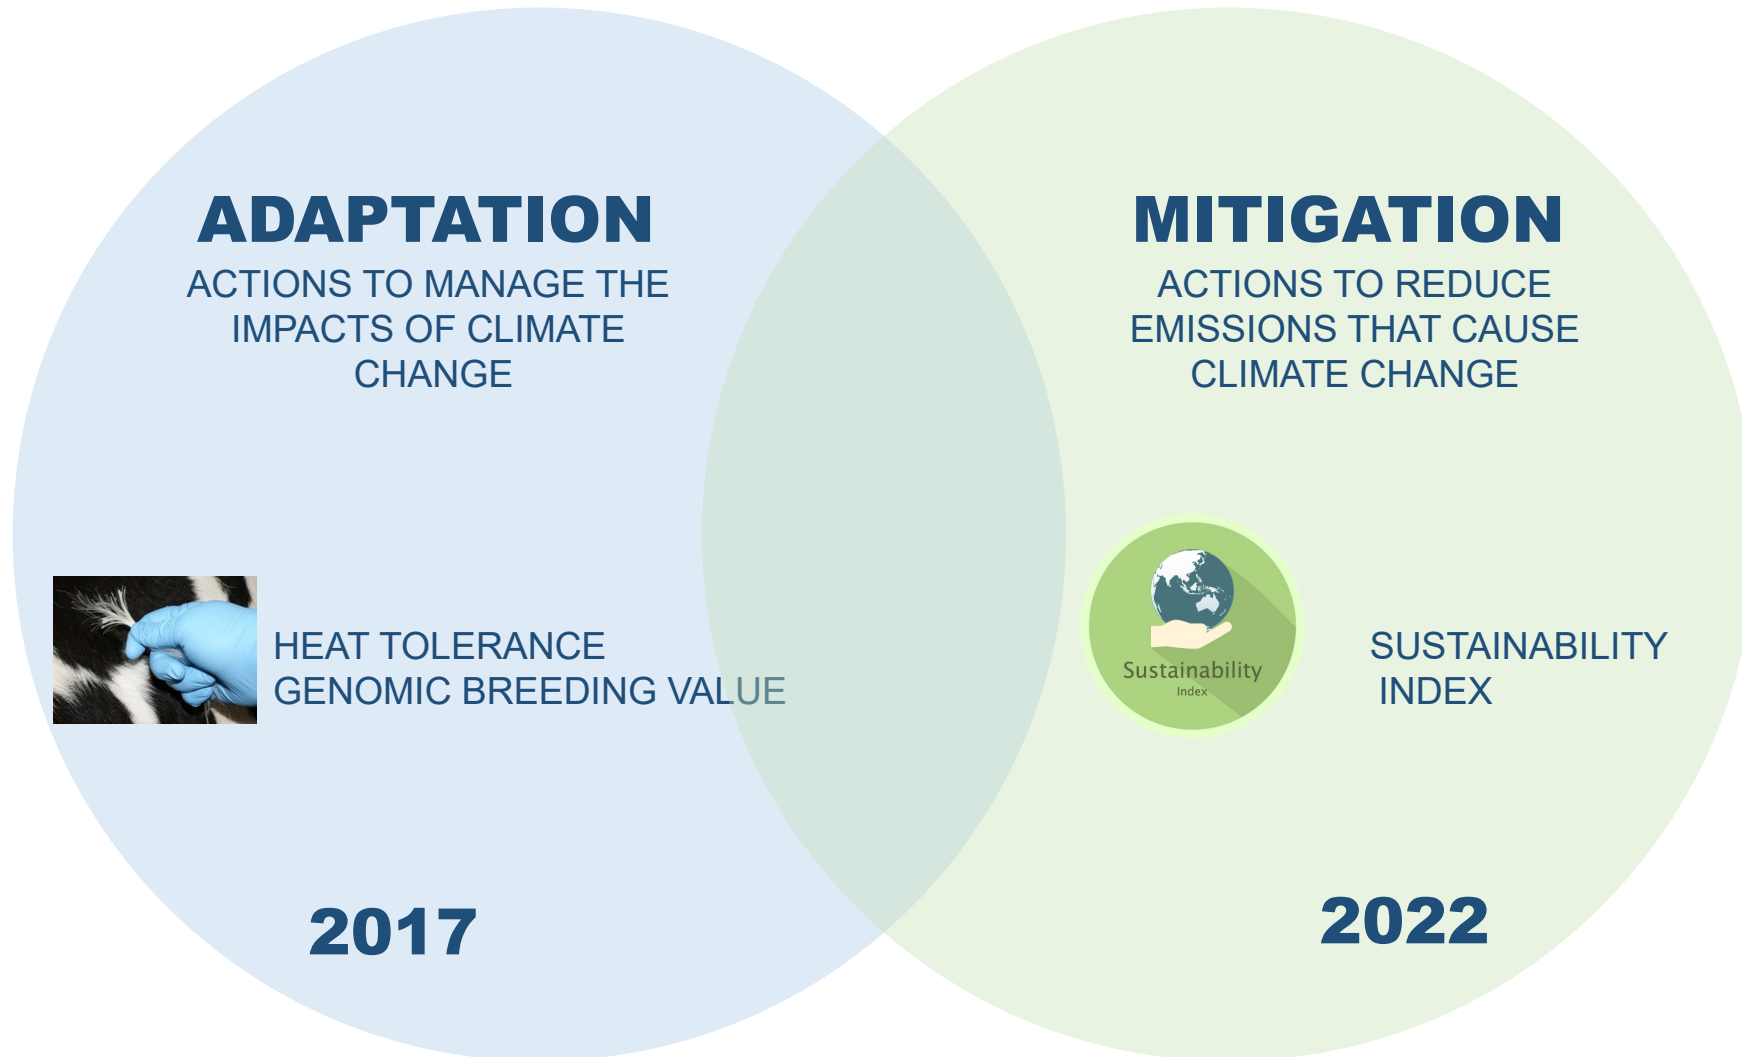 ADAPTATION
ACTIONS TO MANAGE THE
IMPACTS OF CLIMATE
CHANGE
HEAT TOLERANCE
GENOMIC BREEDING VALUE
2017
MITIGATION
ACTIONS TO REDUCE
EMISSIONS THAT CAUSE
CLIMATE CHANGE
Sustainability
Index
SUSTAINABILITY
INDEX
2022